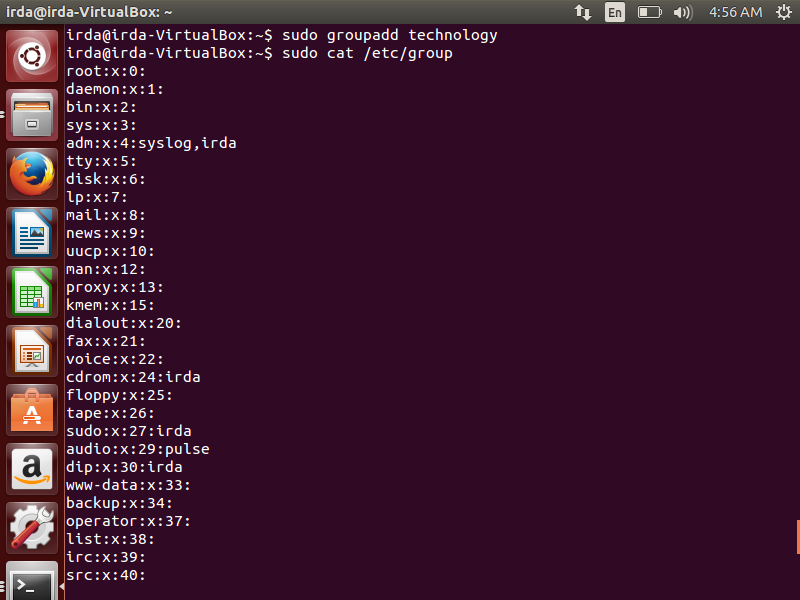 irda@irda-VirtualBox: ~
En
4:56 AM
irda@irda-VirtualBox:~$ sudo groupadd technology
irda@irda-VirtualBox:~$ sudo cat /etc/group
root:x:0:
daemon:x:1:
bin:x:2:
sys:x:3:
adm:x:4:syslog,irda
tty:x:5:
disk:x:6:
lp:x:7:
mail:x:8:
news:x:9:
uucp:x:10:
man:x:12:
proxy:x:13:
kmem:x:15:
dialout:x:20:
fax:x:21:
voice:x:22:
cdrom:x:24:irda
floppy:x:25:
tape:x:26:
sudo:x:27:irda
audio:x:29:pulse
dip:x:30:irda
www-data:x:33:
backup:x:34:
operator:x:37:
list:x:38:
irc:x:39:
src:x:40: